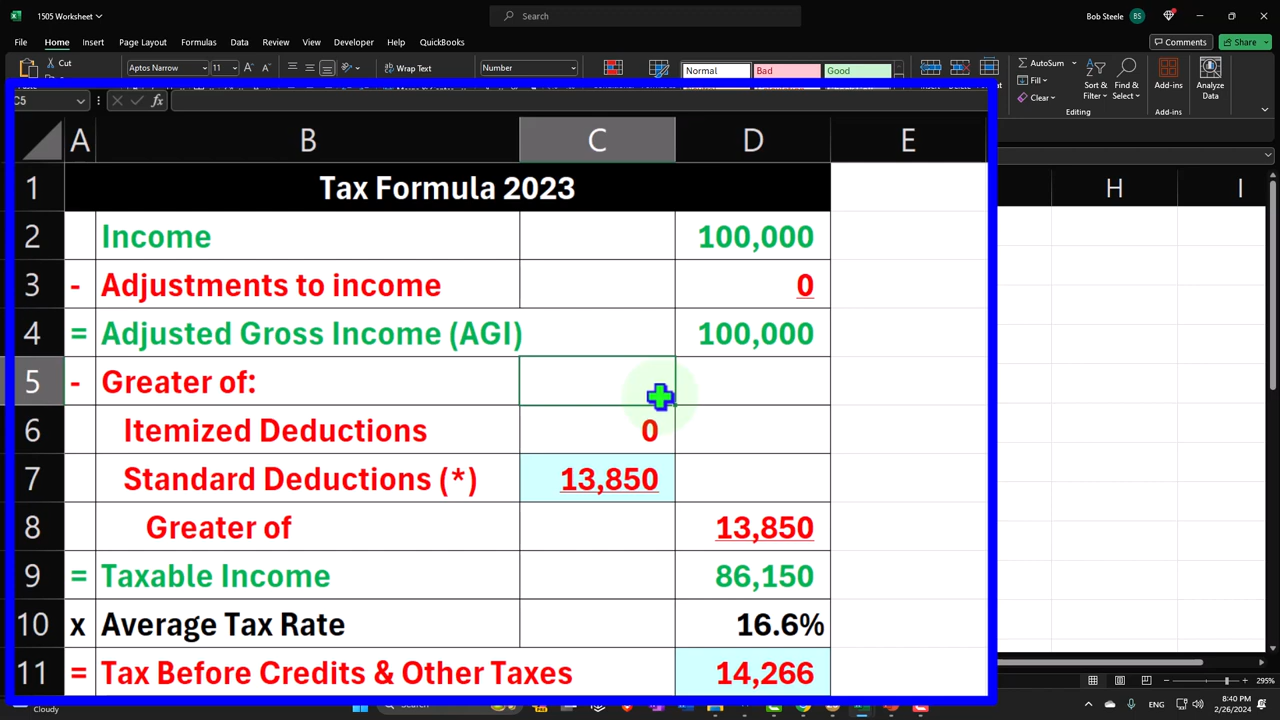 1505 Worksheet
Search
Bob Steele BS
File Home Insert Page Layout Formulas Data Review View Developer Help QuickBooks Comments Share
Cut Aptos Narrow 11 A A Wrap Text Number Normal Bad Good AutoSum
Fill
Clear
Sort &
Filter
Find &
Select
Add-ins
Analyze
Data
Editing Add-ins
C5 fx
A B C D E H I
1 Tax Formula 2023
2 Income 100,000
3 - Adjustments to income 0
4 = Adjusted Gross Income (AGI) 100,000
5 - Greater of:
6 Itemized Deductions 0
7 Standard Deductions (*) 13,850
8 Greater of 13,850
9 = Taxable Income 86,150
10 x Average Tax Rate 16.6%
11 = Tax Before Credits & Other Taxes 14,266
295%
Cloudy
Search
ENG
8:40 PM
2/26/2024